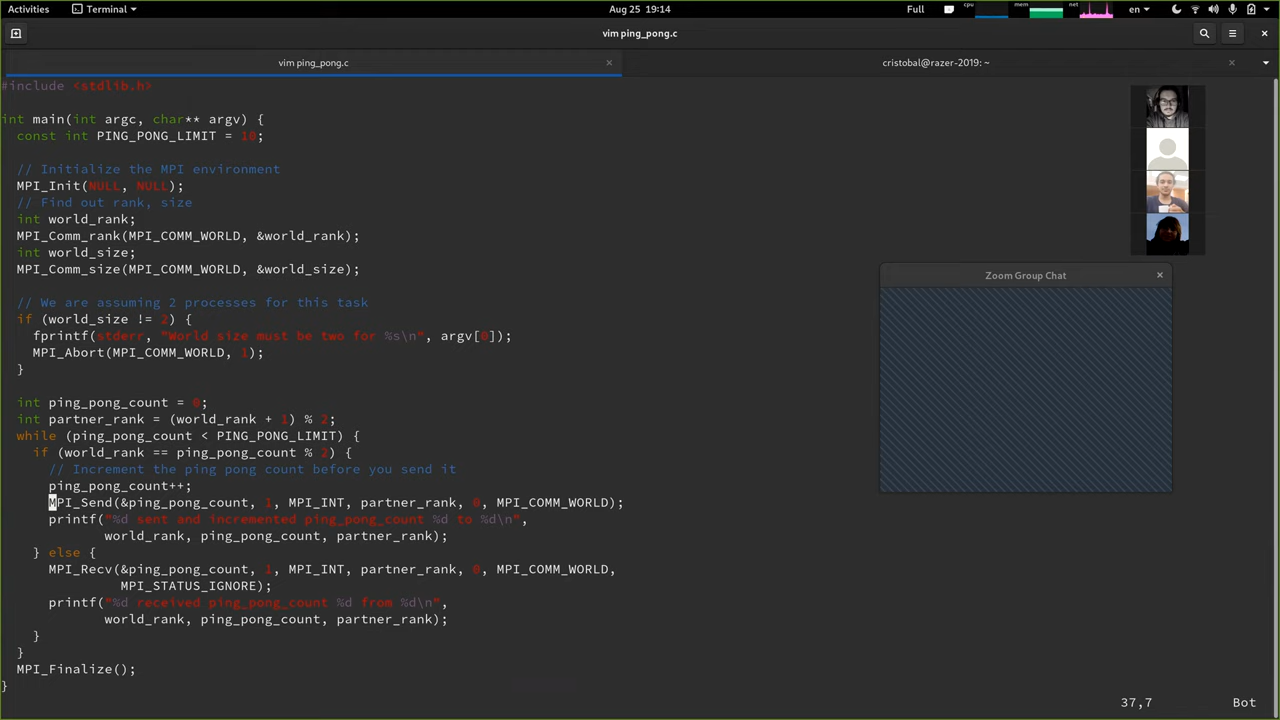 Activities Terminal Aug 25 19:14 Full cpu mem net en
vim ping_pong.c
vim ping_pong.c cristobal@razer-2019: ~
#include <stdlib.h>
int main(int argc, char** argv) {
  const int PING_PONG_LIMIT = 10;
  // Initialize the MPI environment
  MPI_Init(NULL, NULL);
  // Find out rank, size
  int world_rank;
  MPI_Comm_rank(MPI_COMM_WORLD, &world_rank);
  int world_size;
  MPI_Comm_size(MPI_COMM_WORLD, &world_size);
  // We are assuming 2 processes for this task
  if (world_size != 2) {
    fprintf(stderr, "World size must be two for %s\n", argv[0]);
    MPI_Abort(MPI_COMM_WORLD, 1);
  }
  int ping_pong_count = 0;
  int partner_rank = (world_rank + 1) % 2;
  while (ping_pong_count < PING_PONG_LIMIT) {
    if (world_rank == ping_pong_count % 2) {
      // Increment the ping pong count before you send it
      ping_pong_count++;
      MPI_Send(&ping_pong_count, 1, MPI_INT, partner_rank, 0, MPI_COMM_WORLD);
      printf("%d sent and incremented ping_pong_count %d to %d\n",
             world_rank, ping_pong_count, partner_rank);
    } else {
      MPI_Recv(&ping_pong_count, 1, MPI_INT, partner_rank, 0, MPI_COMM_WORLD,
               MPI_STATUS_IGNORE);
      printf("%d received ping_pong_count %d from %d\n",
             world_rank, ping_pong_count, partner_rank);
    }
  }
  MPI_Finalize();
}
Zoom Group Chat
37,7 Bot